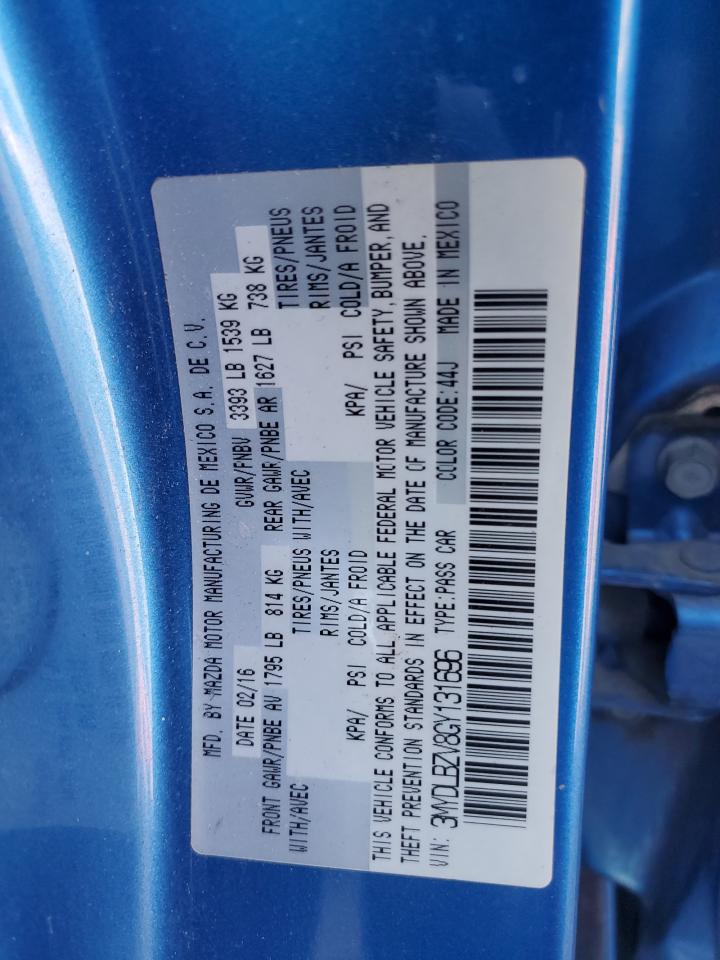 MFD. BY MAZDA MOTOR MANUFACTURING DE MEXICO S.A. DE C.V.
DATE 02/16 GVWR/PNBV 3393 LB 1539 KG
FRONT GAWR/PNBE AV 1795 LB 814 KG REAR GAWR/PNBE AR 1627 LB 738 KG
WITH/AVEC TIRES/PNEUS WITH/AVEC TIRES/PNEUS
RIMS/JANTES RIMS/JANTES
KPA/ PSI COLD/A FROID KPA/ PSI COLD/A FROID
THIS VEHICLE CONFORMS TO ALL APPLICABLE FEDERAL MOTOR VEHICLE SAFETY, BUMPER, AND
THEFT PREVENTION STANDARDS IN EFFECT ON THE DATE OF MANUFACTURE SHOWN ABOVE.
VIN: 3MYDLBZV8GY131696 TYPE:PASS CAR COLOR CODE:44J MADE IN MEXICO